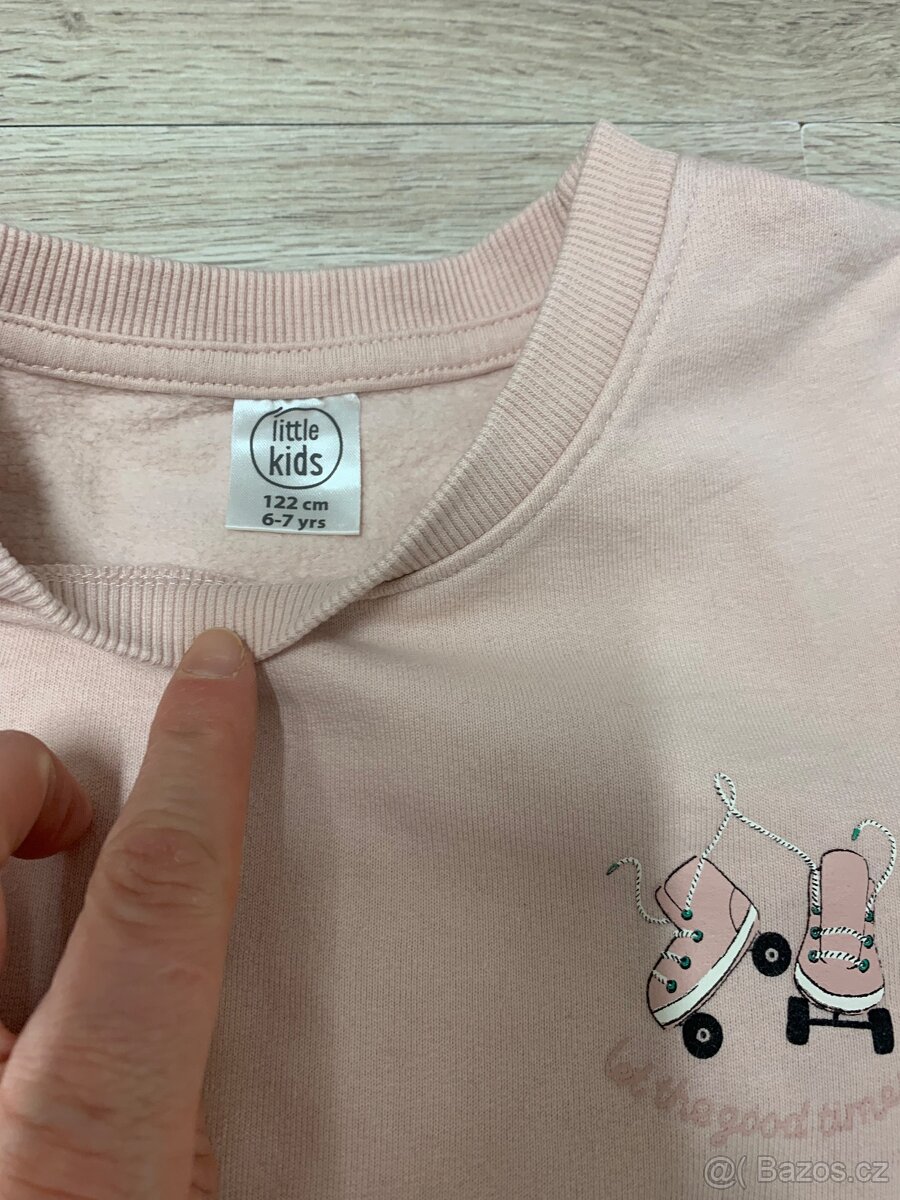 little
kids
122 cm
6-7 yrs
let the good time
@( Bazos.cz